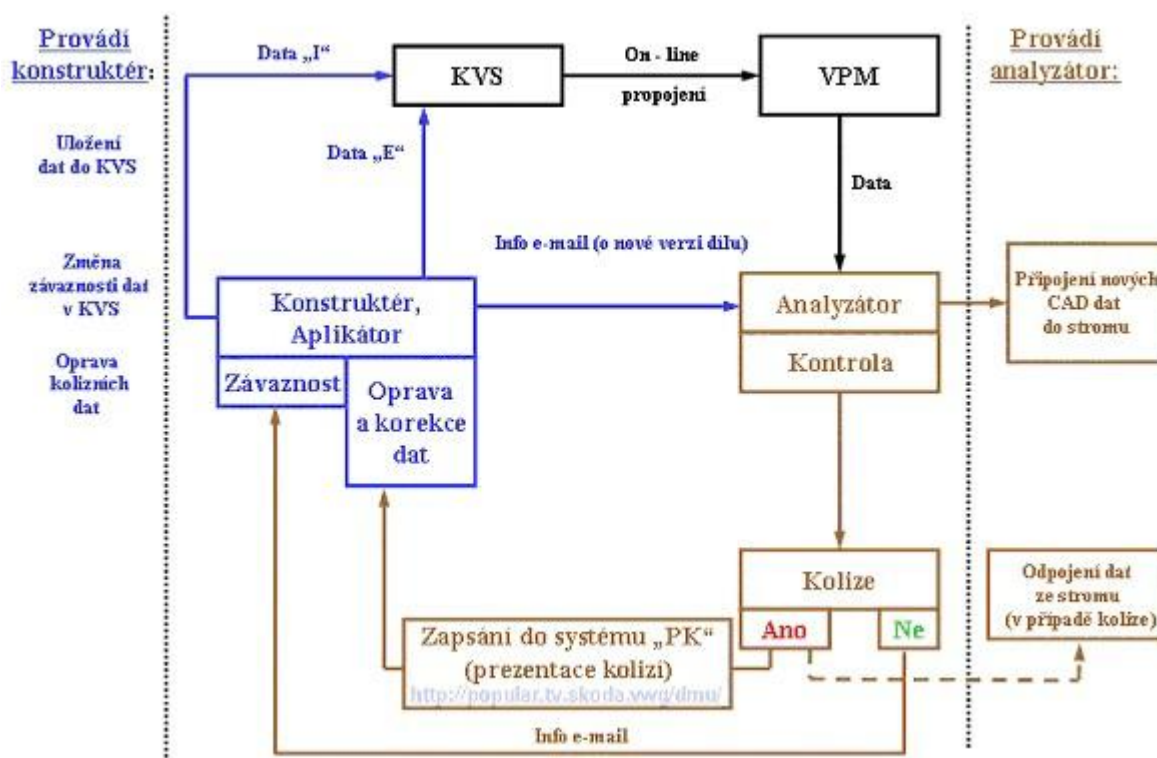 Provádí
konstruktér:
Data „I“
KVS
On - line
propojení
VPM
Provádí
analyzátor:
Uložení
dat do KVS
Data „E“
Data
Změna
závaznosti dat
v KVS
Info e-mail (o nové verzi dílu)
Konstruktér,
Aplikátor
Analyzátor
Připojení nových
CAD dat
do stromu
Oprava
kolizních
dat
Závaznost
Oprava
a korekce
dat
Kontrola
Kolize
Ano
Ne
Odpojení dat
ze stromu
(v případě kolize)
Zapsání do systému „PK“
(prezentace kolizí)
http://popular.tv.skoda.vwg/dmu/
Info e-mail